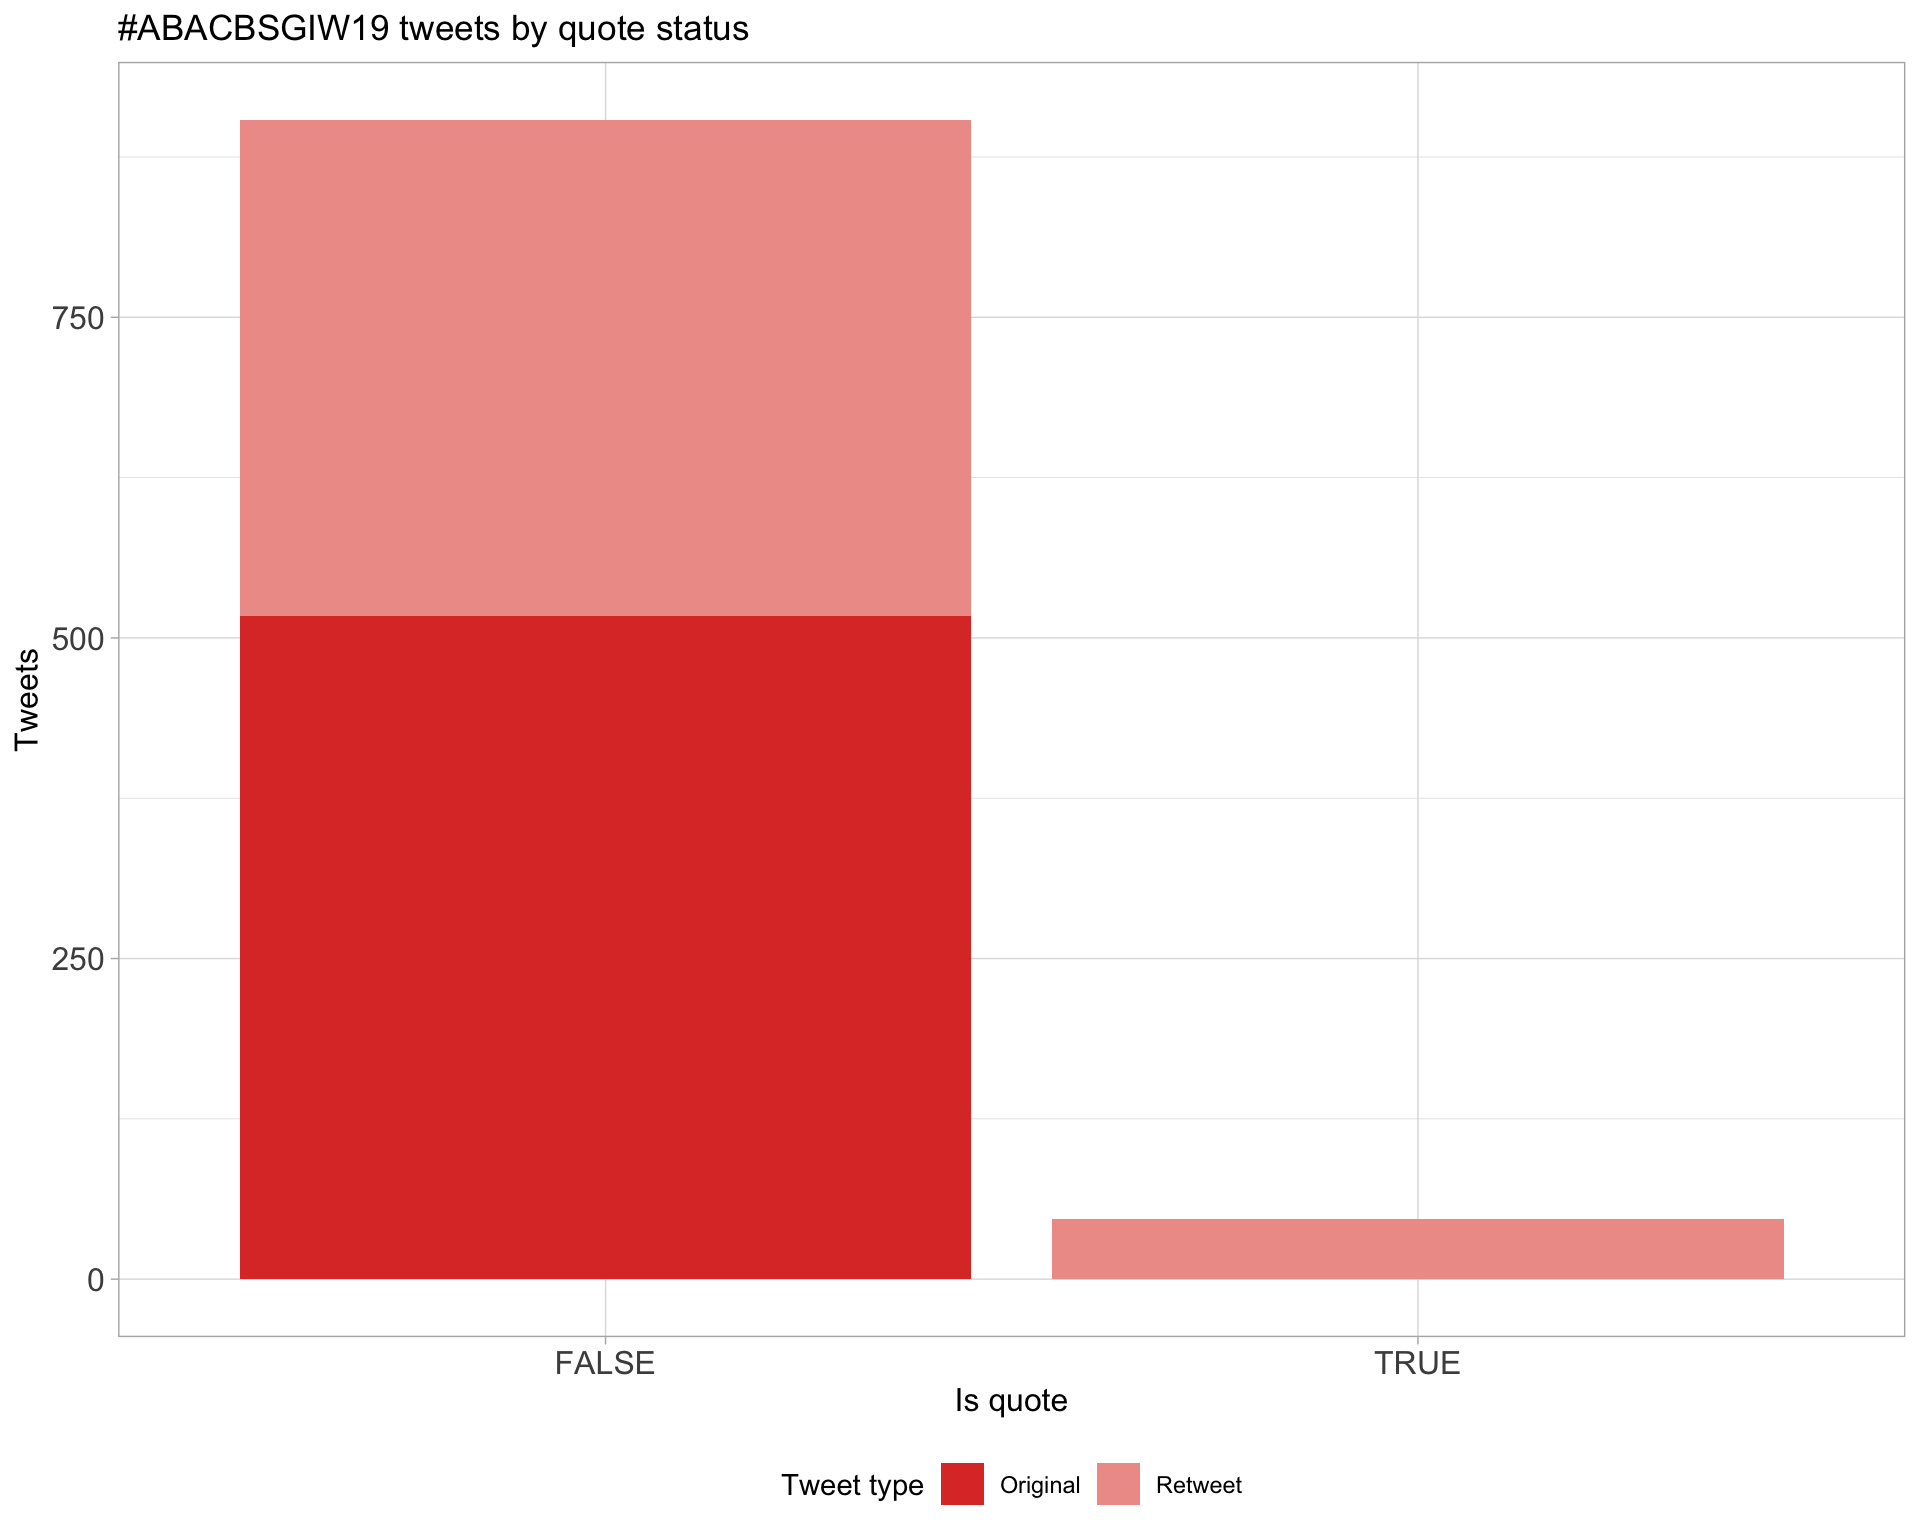 #ABACBSGIW19 tweets by quote status
750
500
250
0
Tweets
FALSE TRUE
Is quote
Tweet type Original Retweet